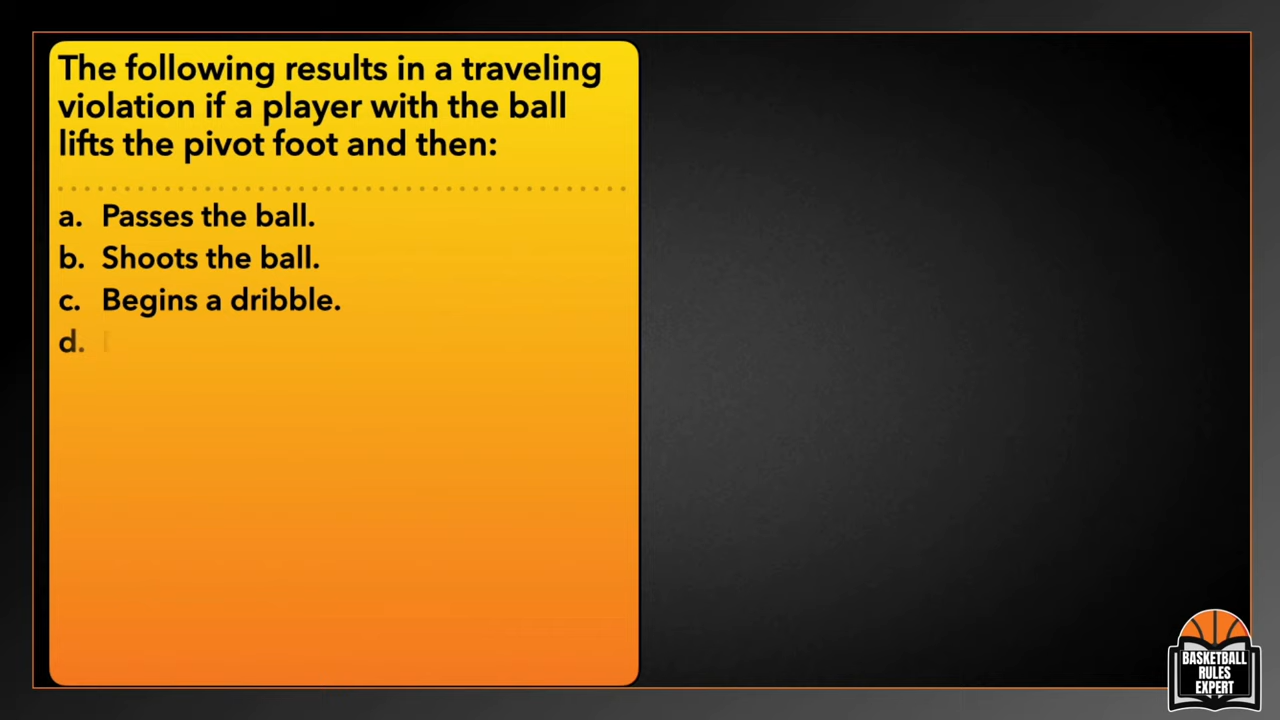 The following results in a traveling
violation if a player with the ball
lifts the pivot foot and then:
a. Passes the ball.
b. Shoots the ball.
c. Begins a dribble.
d.
BASKETBALL
RULES
EXPERT